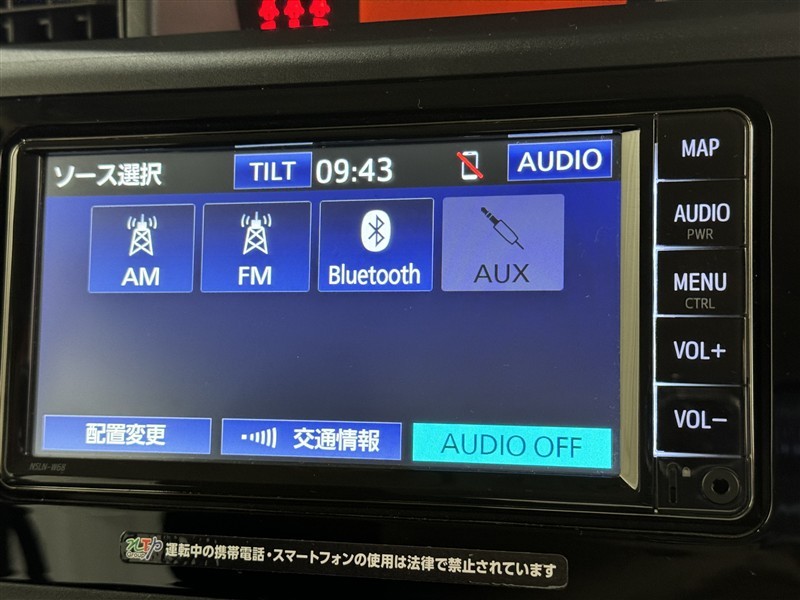 ソース選択 TILT 09:43 AUDIO
AM FM Bluetooth AUX
配置変更 交通情報 AUDIO OFF
MAP
AUDIO
PWR
MENU
CTRL
VOL+
VOL-
NSLN-W68
運転中の携帯電話・スマートフォンの使用は法律で禁止されています